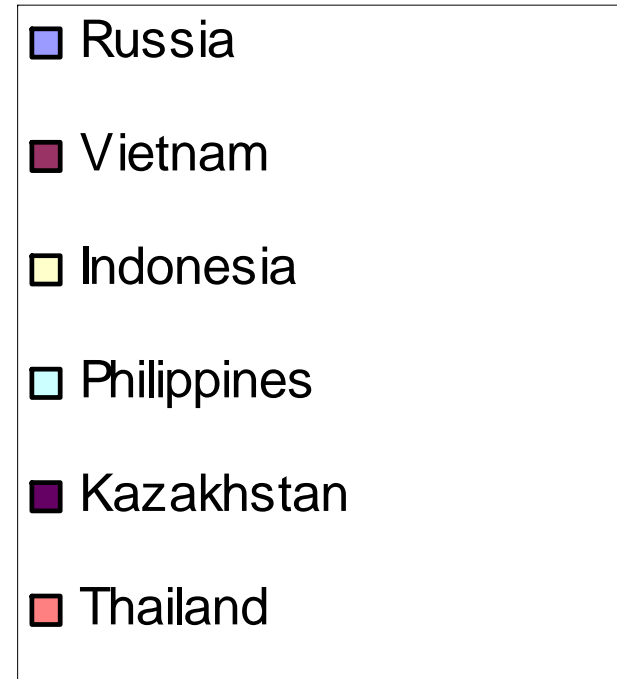 Russia
Vietnam
Indonesia
Philippines
Kazakhstan
Thailand